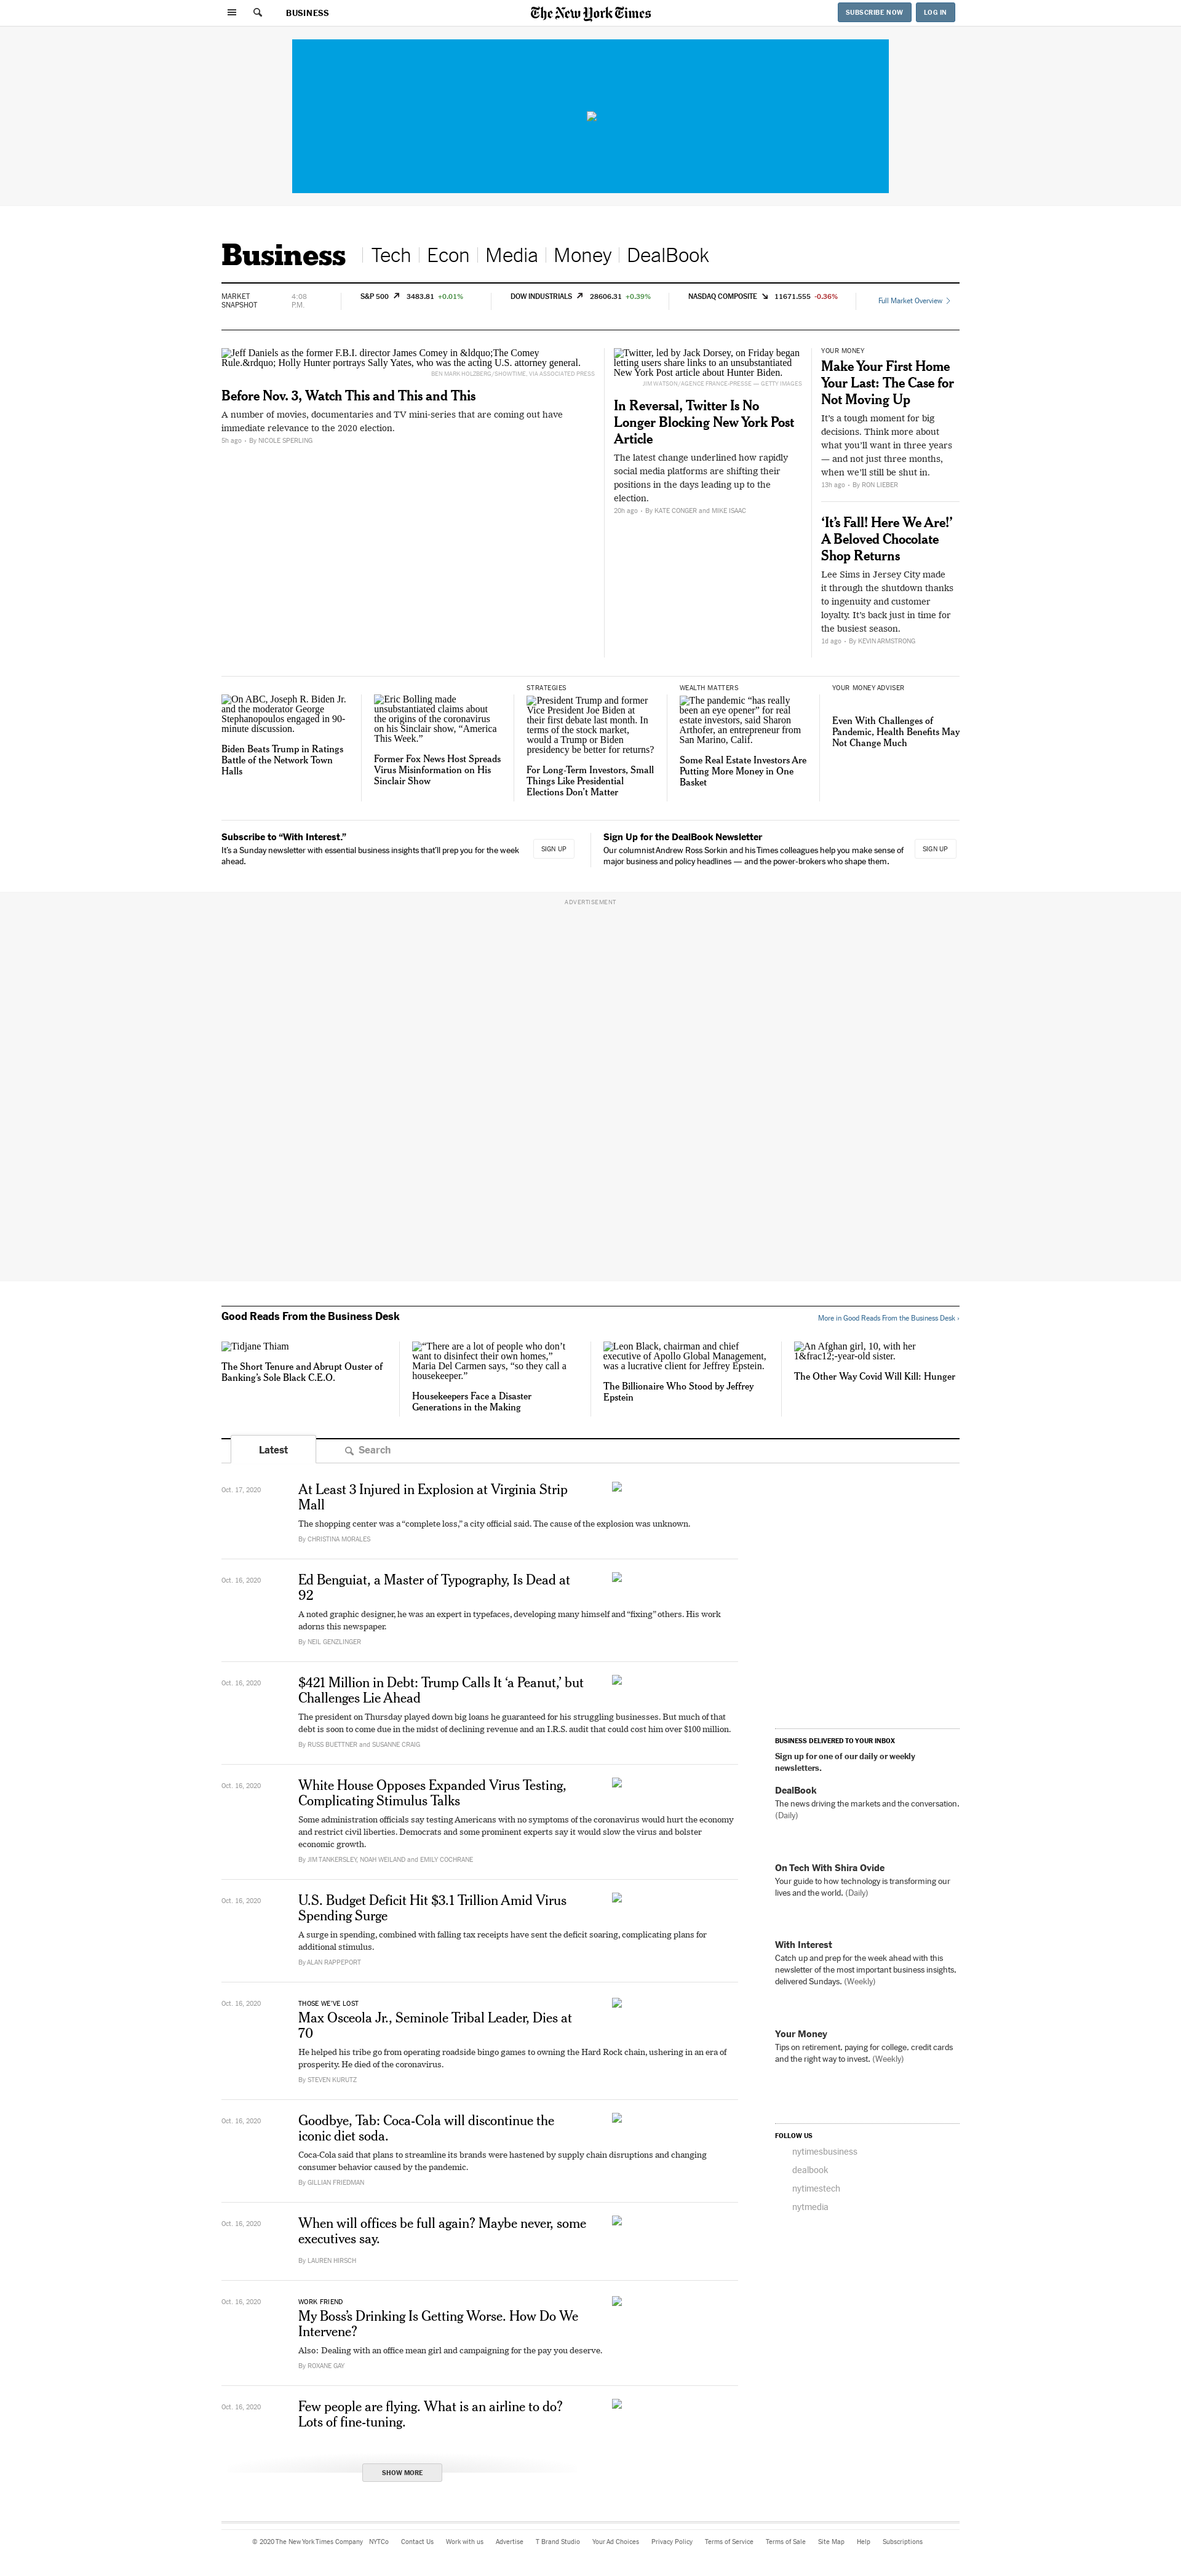 BUSINESS
The New York Times
SUBSCRIBE NOW
LOG IN
Business
Tech
Econ
Media
Money
DealBook
MARKET
SNAPSHOT
4:08
P.M.
S&P 500 3483.81 +0.01%
DOW INDUSTRIALS 28606.31 +0.39%
NASDAQ COMPOSITE 11671.555 -0.36%
Full Market Overview
Jeff Daniels as the former F.B.I. director James Comey in &ldquo;The Comey
Rule.&rdquo; Holly Hunter portrays Sally Yates, who was the acting U.S. attorney general.
BEN MARK HOLZBERG/SHOWTIME, VIA ASSOCIATED PRESS
Before Nov. 3, Watch This and This and This
A number of movies, documentaries and TV mini-series that are coming out have
immediate relevance to the 2020 election.
5h ago • By NICOLE SPERLING
Twitter, led by Jack Dorsey, on Friday began
letting users share links to an unsubstantiated
New York Post article about Hunter Biden.
JIM WATSON/AGENCE FRANCE-PRESSE — GETTY IMAGES
In Reversal, Twitter Is No
Longer Blocking New York Post
Article
The latest change underlined how rapidly
social media platforms are shifting their
positions in the days leading up to the
election.
20h ago • By KATE CONGER and MIKE ISAAC
YOUR MONEY
Make Your First Home
Your Last: The Case for
Not Moving Up
It's a tough moment for big
decisions. Think more about
what you'll want in three years
— and not just three months,
when we'll still be shut in.
13h ago • By RON LIEBER
‘It’s Fall! Here We Are!’
A Beloved Chocolate
Shop Returns
Lee Sims in Jersey City made
it through the shutdown thanks
to ingenuity and customer
loyalty. It's back just in time for
the busiest season.
1d ago • By KEVIN ARMSTRONG
On ABC, Joseph R. Biden Jr.
and the moderator George
Stephanopoulos engaged in 90-
minute discussion.
Biden Beats Trump in Ratings
Battle of the Network Town
Halls
Eric Bolling made
unsubstantiated claims about
the origins of the coronavirus
on his Sinclair show, “America
This Week.”
Former Fox News Host Spreads
Virus Misinformation on His
Sinclair Show
STRATEGIES
President Trump and former
Vice President Joe Biden at
their first debate last month. In
terms of the stock market,
would a Trump or Biden
presidency be better for returns?
For Long-Term Investors, Small
Things Like Presidential
Elections Don’t Matter
WEALTH MATTERS
The pandemic “has really
been an eye opener” for real
estate investors, said Sharon
Arthofer, an entrepreneur from
San Marino, Calif.
Some Real Estate Investors Are
Putting More Money in One
Basket
YOUR MONEY ADVISER
Even With Challenges of
Pandemic, Health Benefits May
Not Change Much
Subscribe to “With Interest.”
It’s a Sunday newsletter with essential business insights that’ll prep you for the week
ahead.
SIGN UP
Sign Up for the DealBook Newsletter
Our columnist Andrew Ross Sorkin and his Times colleagues help you make sense of
major business and policy headlines — and the power-brokers who shape them.
SIGN UP
ADVERTISEMENT
Good Reads From the Business Desk
More in Good Reads From the Business Desk ›
Tidjane Thiam
The Short Tenure and Abrupt Ouster of
Banking’s Sole Black C.E.O.
“There are a lot of people who don’t
want to disinfect their own homes,”
Maria Del Carmen says, “so they call a
housekeeper.”
Housekeepers Face a Disaster
Generations in the Making
Leon Black, chairman and chief
executive of Apollo Global Management,
was a lucrative client for Jeffrey Epstein.
The Billionaire Who Stood by Jeffrey
Epstein
An Afghan girl, 10, with her
1&frac12;-year-old sister.
The Other Way Covid Will Kill: Hunger
Latest
Search
Oct. 17, 2020
At Least 3 Injured in Explosion at Virginia Strip
Mall
The shopping center was a “complete loss,” a city official said. The cause of the explosion was unknown.
By CHRISTINA MORALES
Oct. 16, 2020
Ed Benguiat, a Master of Typography, Is Dead at
92
A noted graphic designer, he was an expert in typefaces, developing many himself and “fixing” others. His work
adorns this newspaper.
By NEIL GENZLINGER
Oct. 16, 2020
$421 Million in Debt: Trump Calls It ‘a Peanut,’ but
Challenges Lie Ahead
The president on Thursday played down big loans he guaranteed for his struggling businesses. But much of that
debt is soon to come due in the midst of declining revenue and an I.R.S. audit that could cost him over $100 million.
By RUSS BUETTNER and SUSANNE CRAIG
Oct. 16, 2020
White House Opposes Expanded Virus Testing,
Complicating Stimulus Talks
Some administration officials say testing Americans with no symptoms of the coronavirus would hurt the economy
and restrict civil liberties. Democrats and some prominent experts say it would slow the virus and bolster
economic growth.
By JIM TANKERSLEY, NOAH WEILAND and EMILY COCHRANE
Oct. 16, 2020
U.S. Budget Deficit Hit $3.1 Trillion Amid Virus
Spending Surge
A surge in spending, combined with falling tax receipts have sent the deficit soaring, complicating plans for
additional stimulus.
By ALAN RAPPEPORT
Oct. 16, 2020
THOSE WE’VE LOST
Max Osceola Jr., Seminole Tribal Leader, Dies at
70
He helped his tribe go from operating roadside bingo games to owning the Hard Rock chain, ushering in an era of
prosperity. He died of the coronavirus.
By STEVEN KURUTZ
Oct. 16, 2020
Goodbye, Tab: Coca-Cola will discontinue the
iconic diet soda.
Coca-Cola said that plans to streamline its brands were hastened by supply chain disruptions and changing
consumer behavior caused by the pandemic.
By GILLIAN FRIEDMAN
Oct. 16, 2020
When will offices be full again? Maybe never, some
executives say.
By LAUREN HIRSCH
Oct. 16, 2020
WORK FRIEND
My Boss’s Drinking Is Getting Worse. How Do We
Intervene?
Also: Dealing with an office mean girl and campaigning for the pay you deserve.
By ROXANE GAY
Oct. 16, 2020
Few people are flying. What is an airline to do?
Lots of fine-tuning.
SHOW MORE
BUSINESS DELIVERED TO YOUR INBOX
Sign up for one of our daily or weekly
newsletters.
DealBook
The news driving the markets and the conversation.
(Daily)
On Tech With Shira Ovide
Your guide to how technology is transforming our
lives and the world. (Daily)
With Interest
Catch up and prep for the week ahead with this
newsletter of the most important business insights,
delivered Sundays. (Weekly)
Your Money
Tips on retirement, paying for college, credit cards
and the right way to invest. (Weekly)
FOLLOW US
nytimesbusiness
dealbook
nytimestech
nytmedia
© 2020 The New York Times Company
NYTCo
Contact Us
Work with us
Advertise
T Brand Studio
Your Ad Choices
Privacy Policy
Terms of Service
Terms of Sale
Site Map
Help
Subscriptions